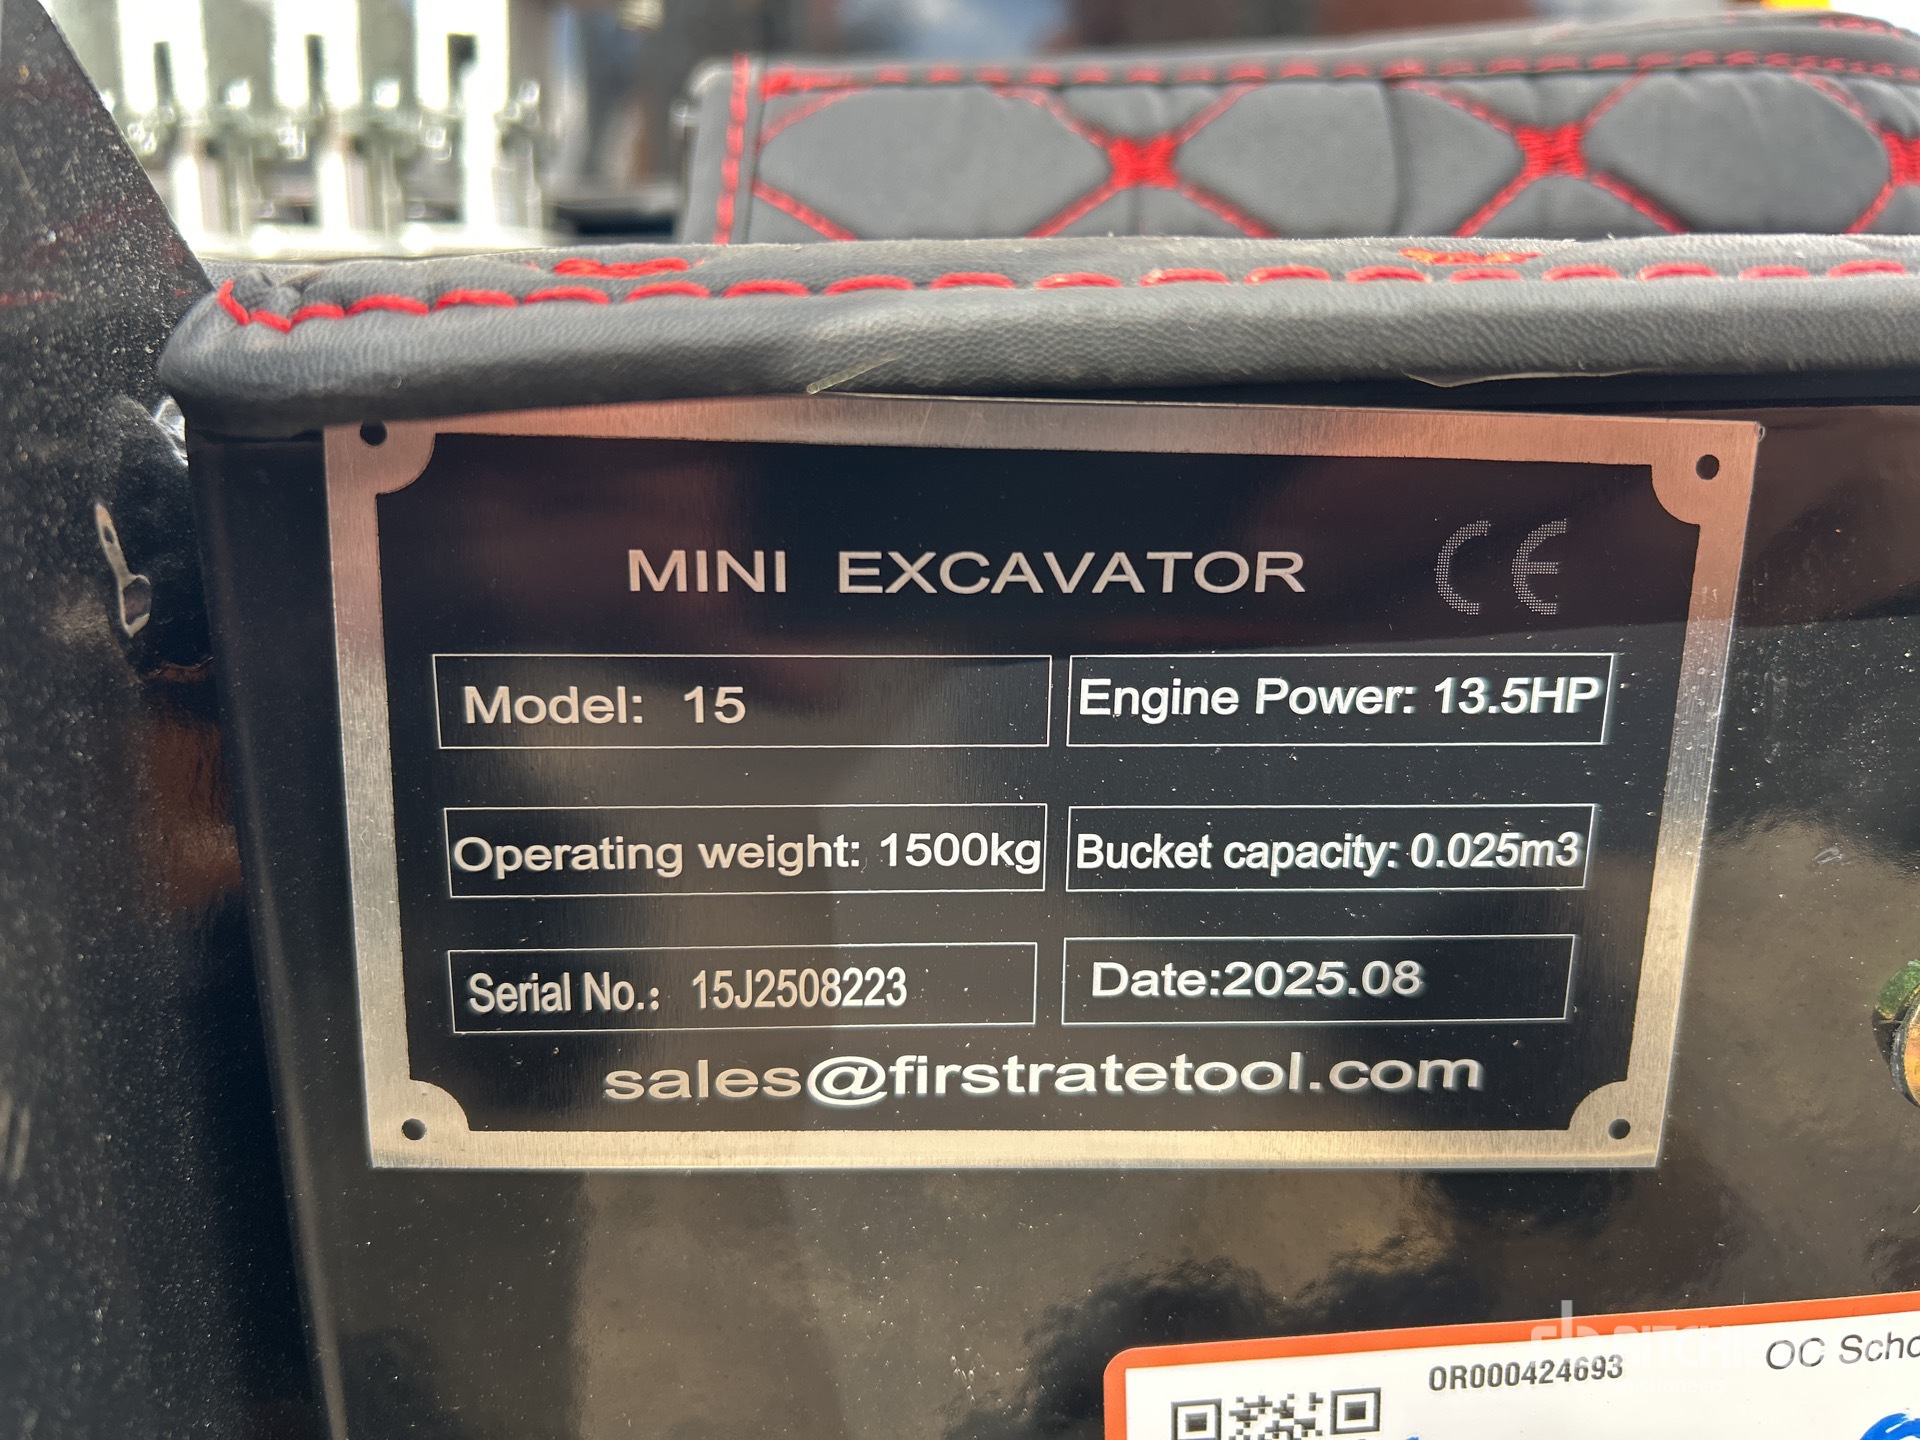 MINI EXCAVATOR CE
Model: 15
Engine Power: 13.5HP
Operating weight: 1500kg
Bucket capacity: 0.025m3
Serial No.: 15J2508223
Date:2025.08
sales@firstratetool.com
OR000424693
OC